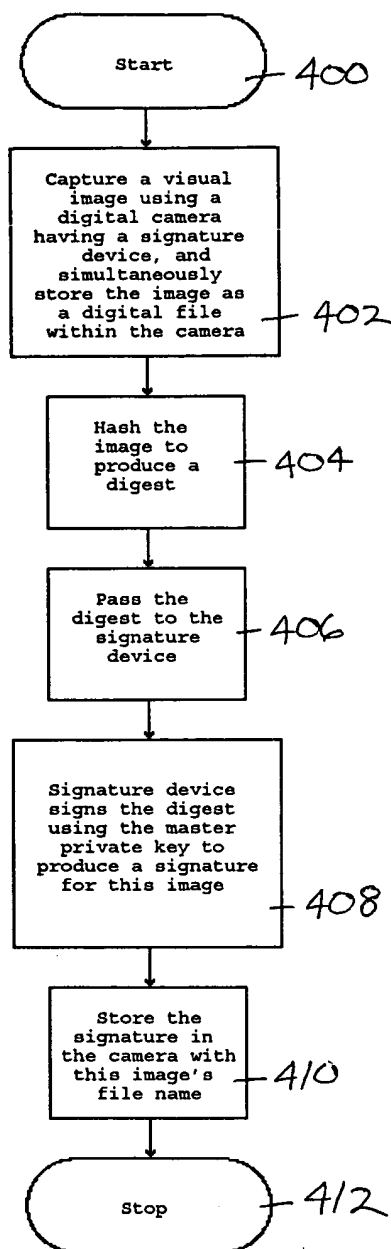 Start
400
Capture a visual
image using a
digital camera
having a signature
device, and
simultaneously
store the image as
a digital file
within the camera
402
Hash the
image to
produce a
digest
404
Pass the
digest to the
signature
device
406
Signature device
signs the digest
using the master
private key to
produce a signature
for this image
408
Store the
signature in
the camera with
this image's
file name
410
Stop
412